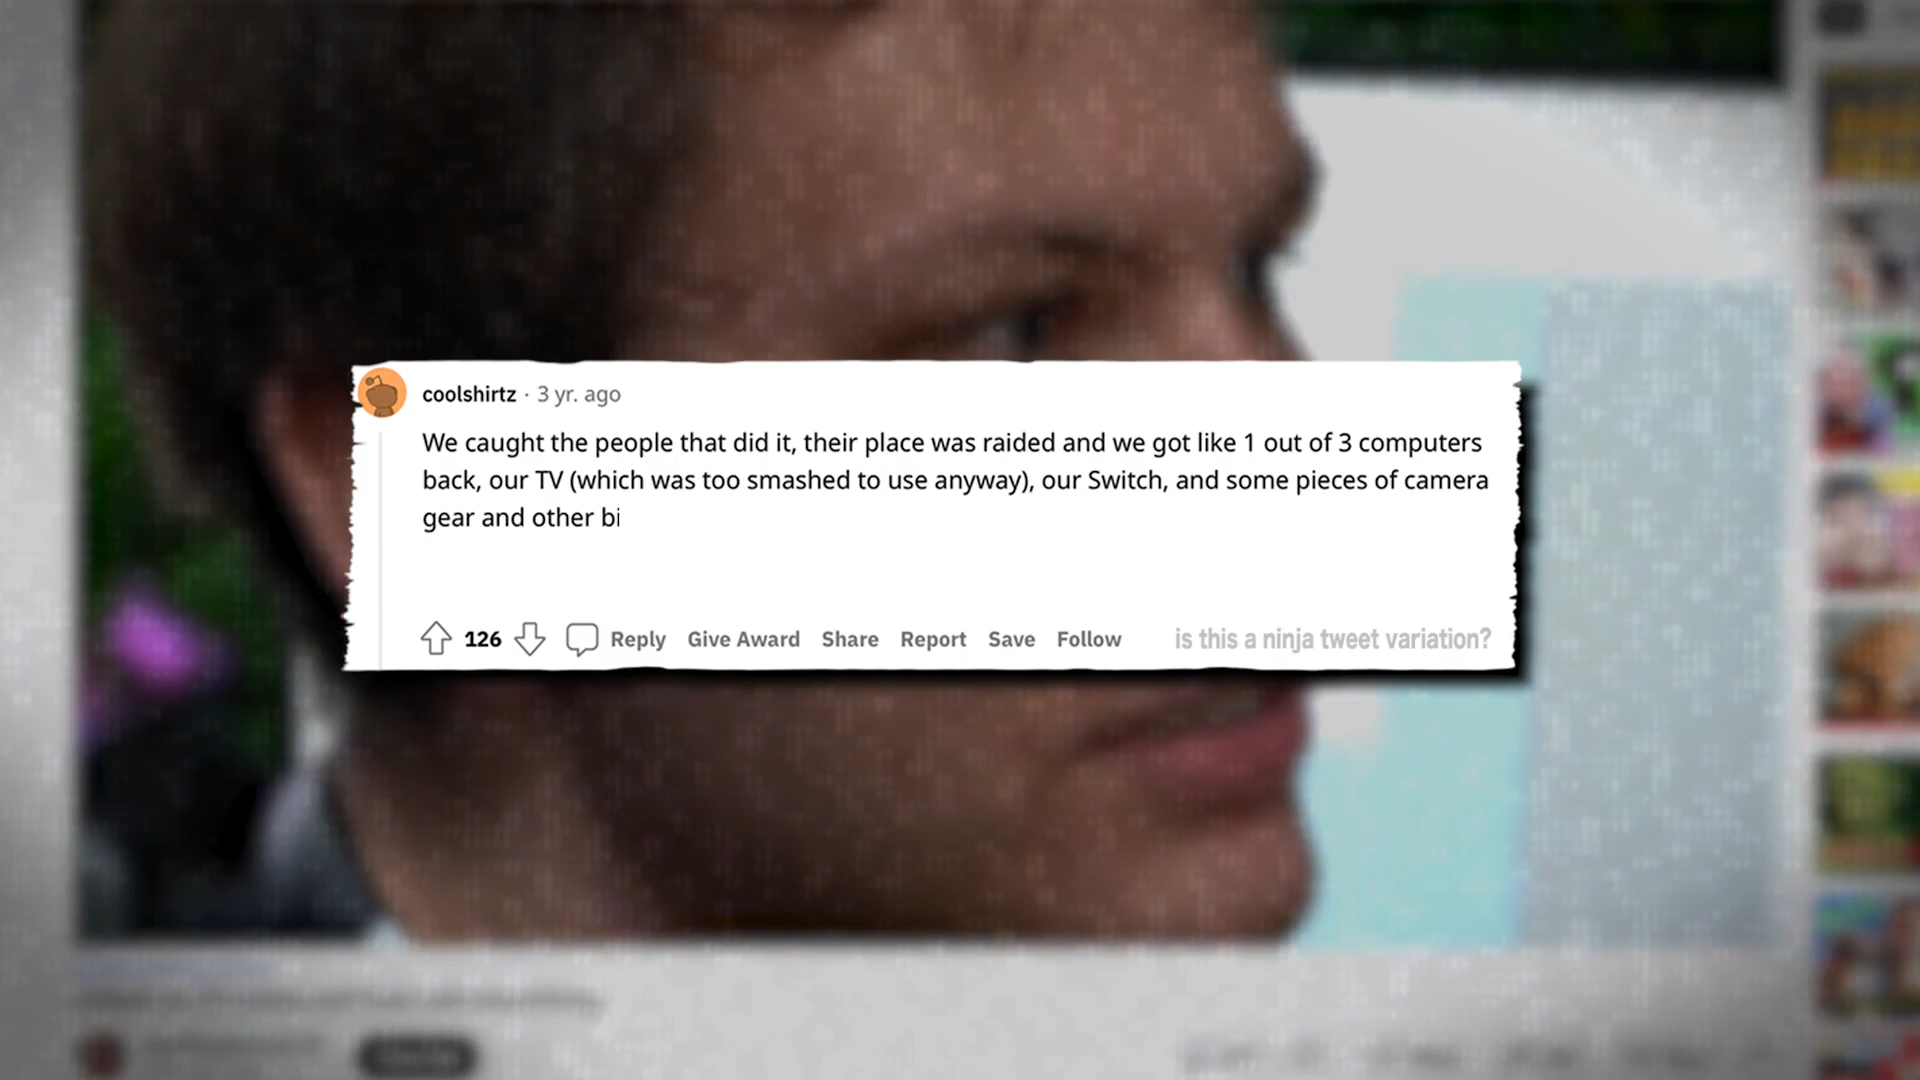 coolshirtz · 3 yr. ago
We caught the people that did it, their place was raided and we got like 1 out of 3 computers
back, our TV (which was too smashed to use anyway), our Switch, and some pieces of camera
gear and other bi
126 Reply Give Award Share Report Save Follow is this a ninja tweet variation?